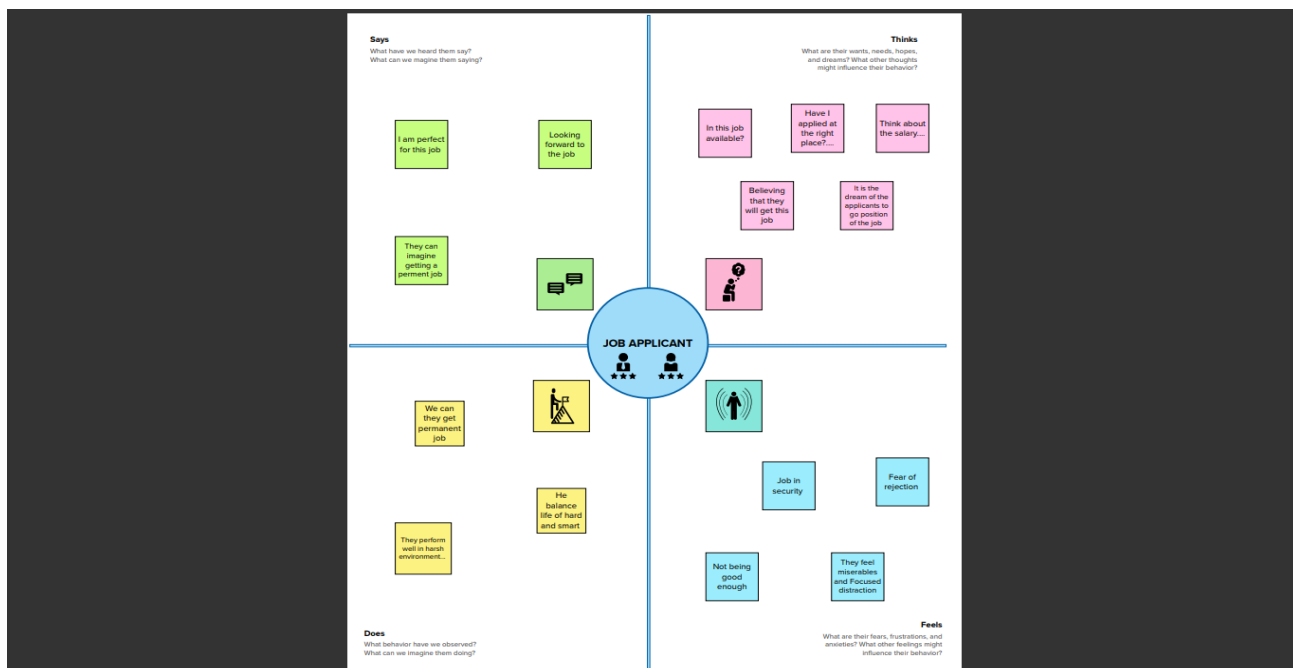 Says
What have we heard them say?
What can we magine them saying?
Thinks
What are their wants, needs, hopes,
and dreams? What other thoughts
might influence their behavior?
I am perfect
for this job
Looking
forward to
the job
They can
imagine
getting a
perment job
In this job
available?
Have I
applied at
the right
place?....
Think about
the salary....
Believing
that they
will get this
job
It is the
dream of the
applicants to
go position
of the job
JOB APPLICANT
We can
they get
permanent
job
He
balance
life of hard
and smart
They perform
well in harsh
environment...
Does
What behavior have we observed?
What can we imagine them doing?
Job in
security
Fear of
rejection
Not being
good
enough
They feel
miserables
and Focused
distraction
Feels
What are their fears, frustrations, and
anxieties? What other feelings might
influence their behavior?